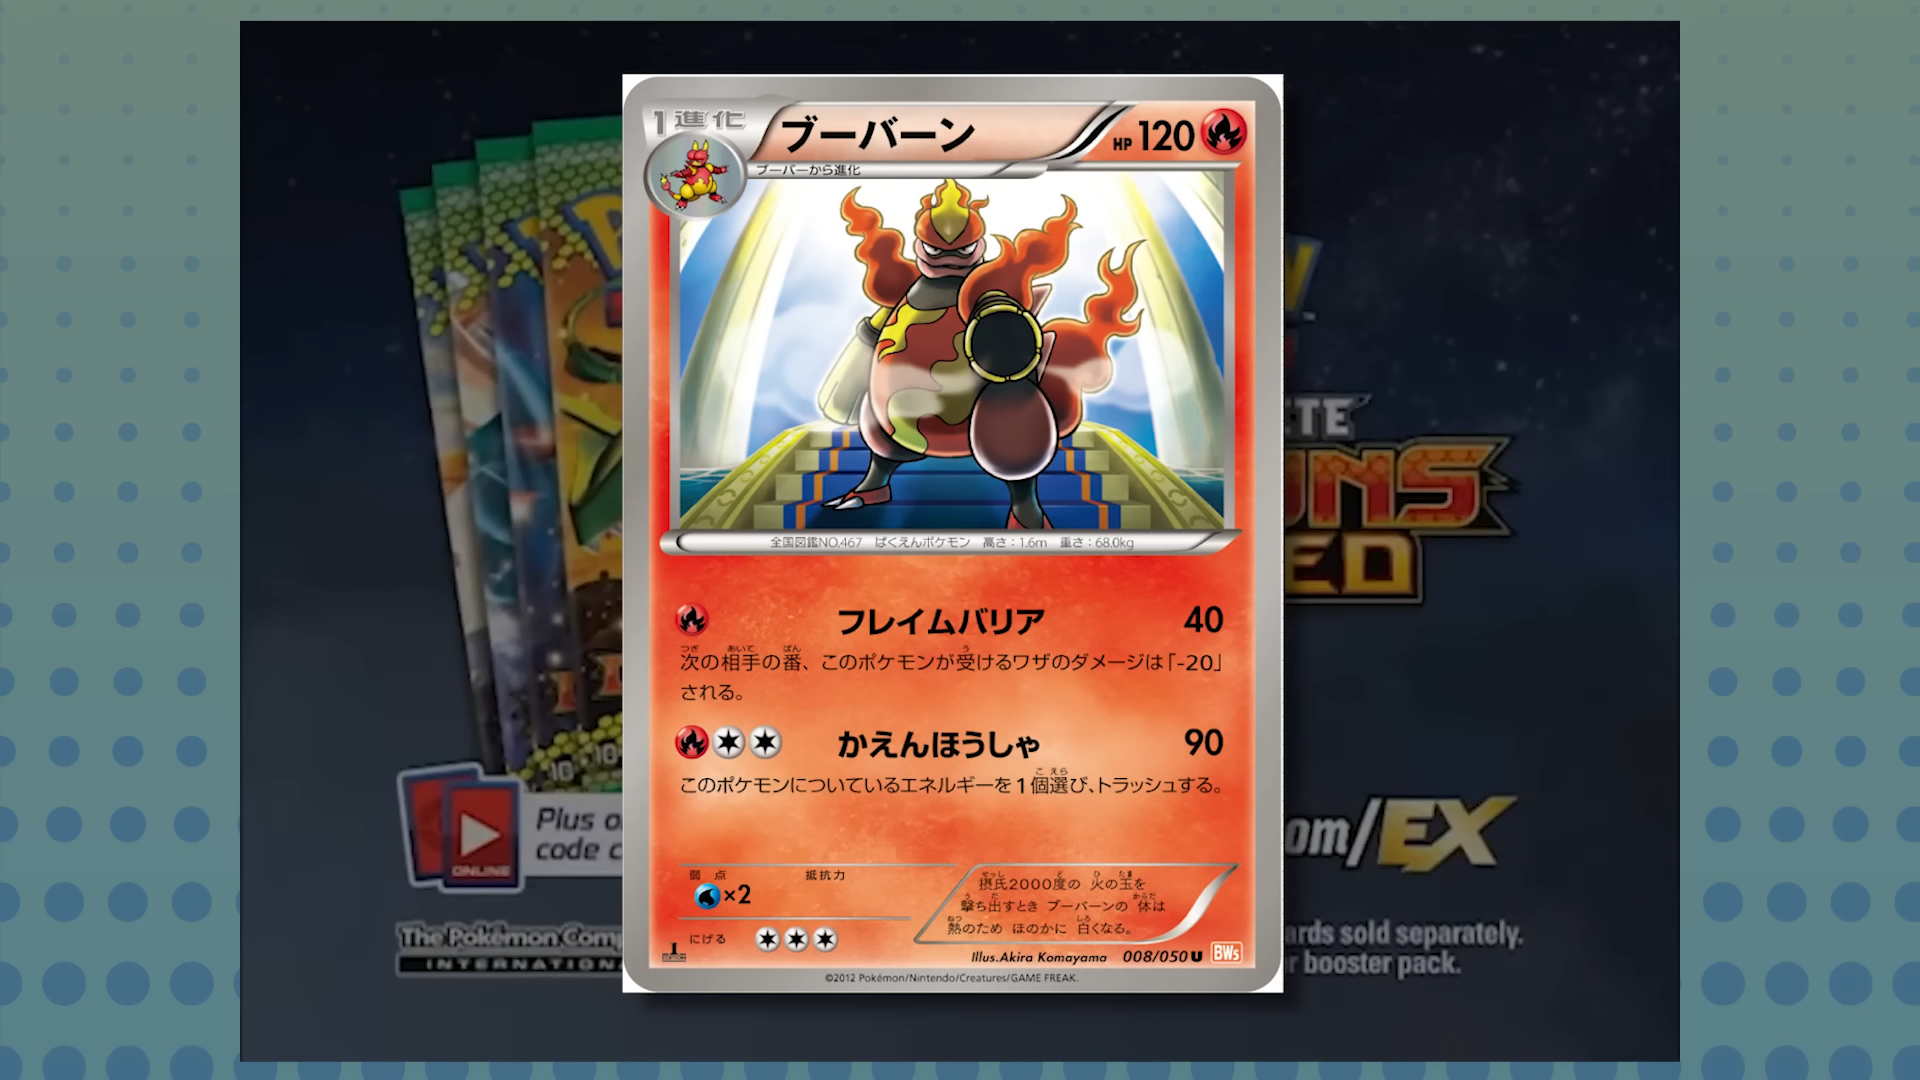 1進化
ブーバーン
HP 120
ブーバーから進化
全国図鑑NO.467 ばくえんポケモン 高さ：1.6m 重さ：68.0kg
フレイムバリア 40
次の相手の番、このポケモンが受けるワザのダメージは「-20」
される。
かえんほうしゃ 90
このポケモンについているエネルギーを1個選び、トラッシュする。
弱点 抵抗力
×2
にげる
摂氏2000度の 火の玉を
撃ち出すとき ブーバーンの 体は
熱のため ほのかに 白くなる。
1 EDITION
Illus.Akira Komayama 008/050 U BW5
©2012 Pokémon/Nintendo/Creatures/GAME FREAK.
Plus
code
ONLINE
The Pokémon
om/EX
sold separately.
booster pack.